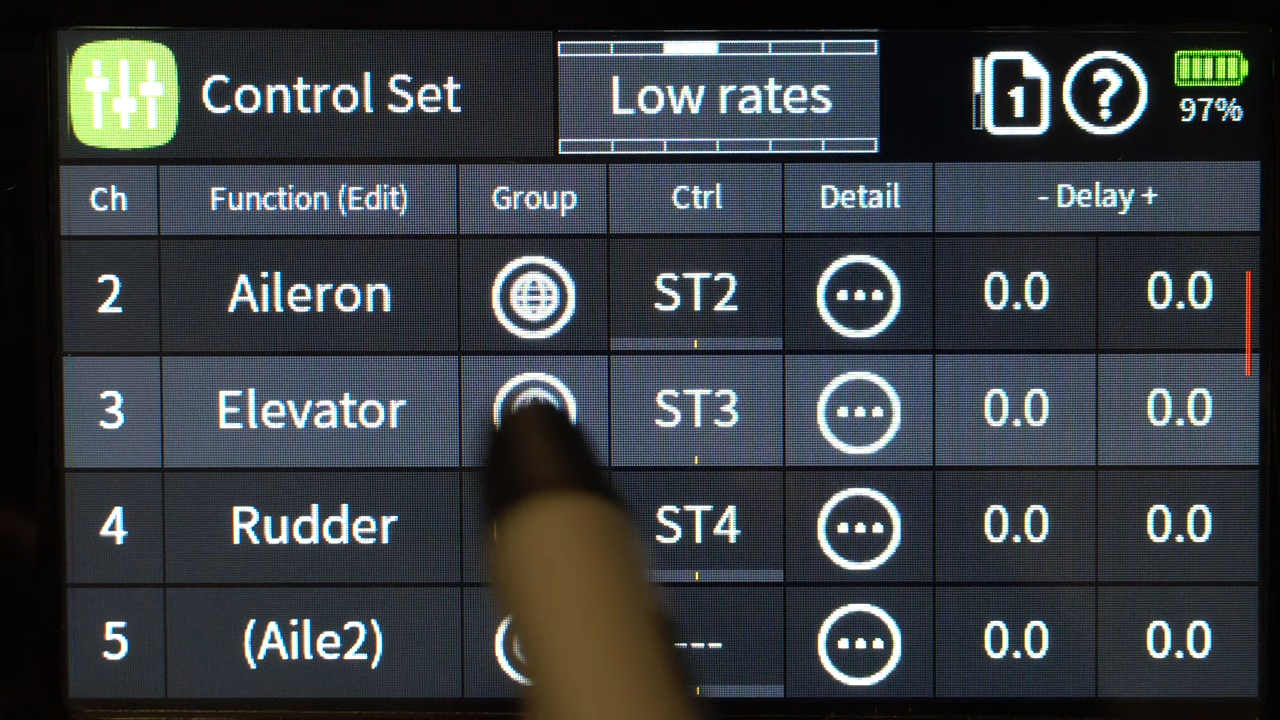 Control Set
Low rates
1
?
97%
Ch Function (Edit) Group Ctrl Detail - Delay +
2 Aileron ST2 0.0 0.0
3 Elevator ST3 0.0 0.0
4 Rudder ST4 0.0 0.0
5 (Aile2) --- 0.0 0.0